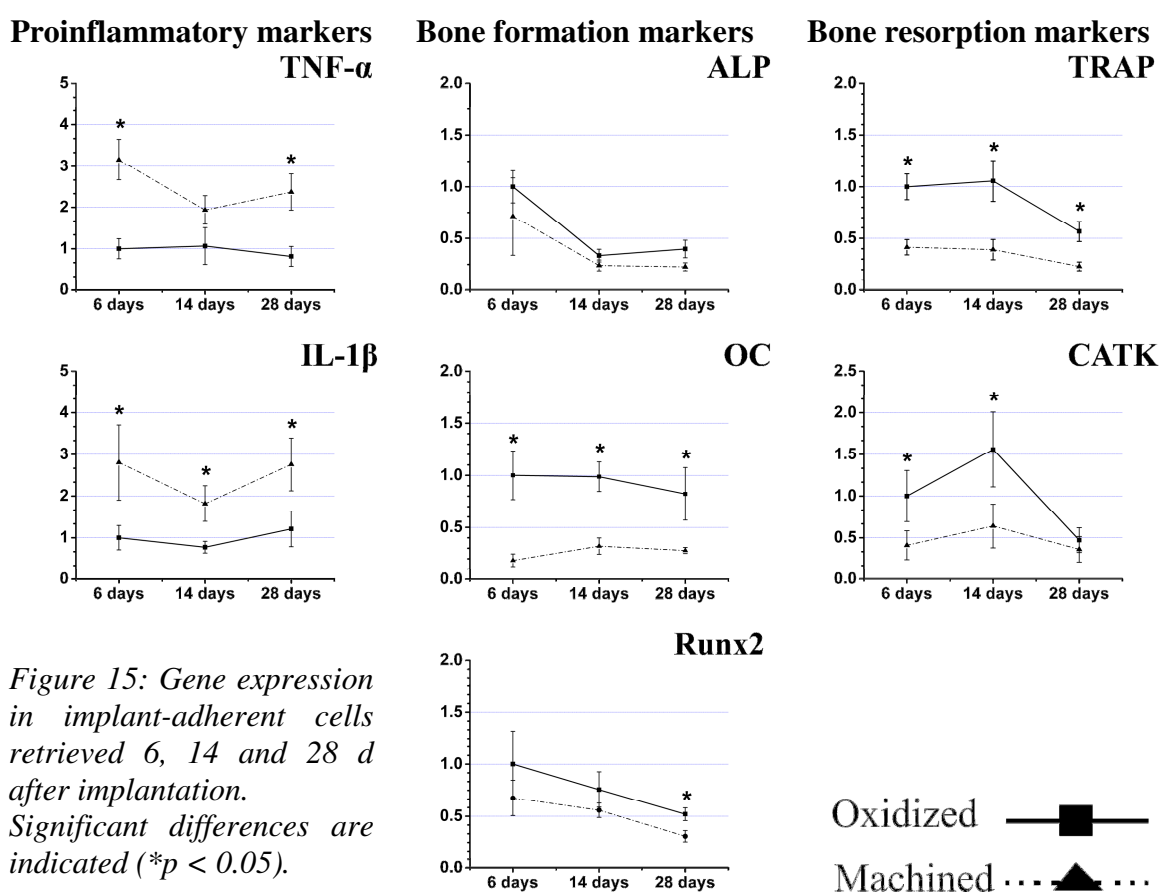 Proinflammatory markers Bone formation markers Bone resorption markers
TNF-α
5
4
3
2
1
0
*
*
6 days 14 days 28 days
ALP
2.0
1.5
1.0
0.5
0.0
6 days 14 days 28 days
TRAP
2.0
1.5
1.0
0.5
0.0
*
*
*
6 days 14 days 28 days
IL-1β
5
4
3
2
1
0
*
*
*
6 days 14 days 28 days
OC
2.0
1.5
1.0
0.5
0.0
*
*
*
6 days 14 days 28 days
CATK
2.5
2.0
1.5
1.0
0.5
0.0
*
*
6 days 14 days 28 days
Runx2
2.0
1.5
1.0
0.5
0.0
*
6 days 14 days 28 days
Figure 15: Gene expression
in implant-adherent cells
retrieved 6, 14 and 28 d
after implantation.
Significant differences are
indicated (*p < 0.05).
Oxidized
Machined